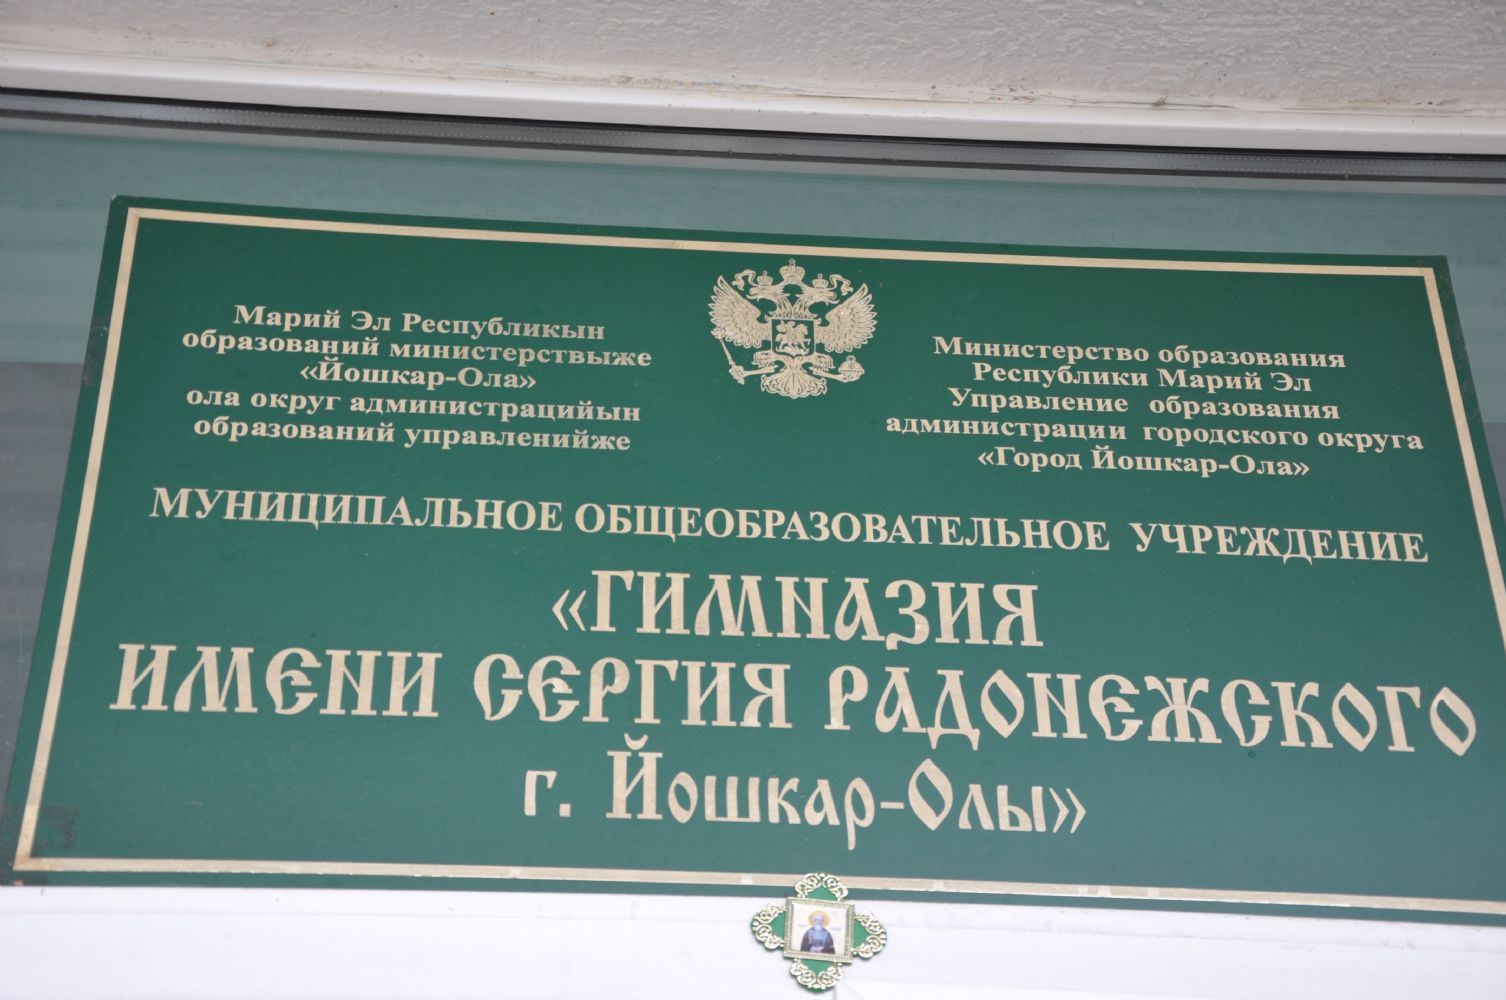 Марий Эл Республикын
образований министерствыже
«Йошкар-Ола»
ола округ администрацийын
образований управленийже
Министерство образования
Республики Марий Эл
Управление образования
администрации городского округа
«Город Йошкар-Ола»
МУНИЦИПАЛЬНОЕ ОБЩЕОБРАЗОВАТЕЛЬНОЕ УЧРЕЖДЕНИЕ
«ГИМНАЗИЯ
ИМЕНИ СЕРГИЯ РАДОНЕЖСКОГО
г. Йошкар-Олы»